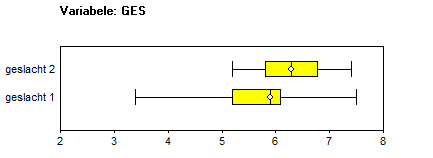 Variabele: GES
geslacht 2
geslacht 1
2 3 4 5 6 7 8